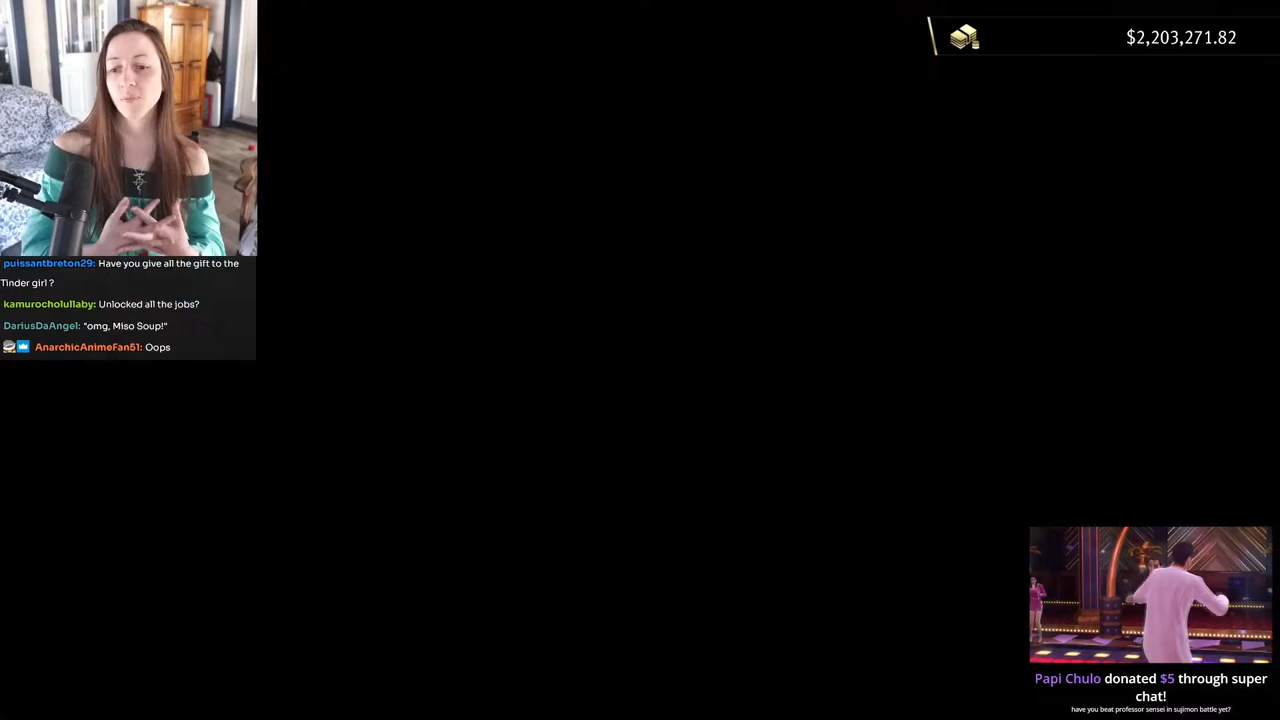 $2,203,271.82
puissantbreton29: Have you give all the gift to the
Tinder girl ?
kamurocholullaby: Unlocked all the jobs?
DariusDaAngel: "omg, Miso Soup!"
AnarchicAnimeFan51: Oops
Papi Chulo donated $5 through super
chat!
have you beat professor sensei in sujimon battle yet?